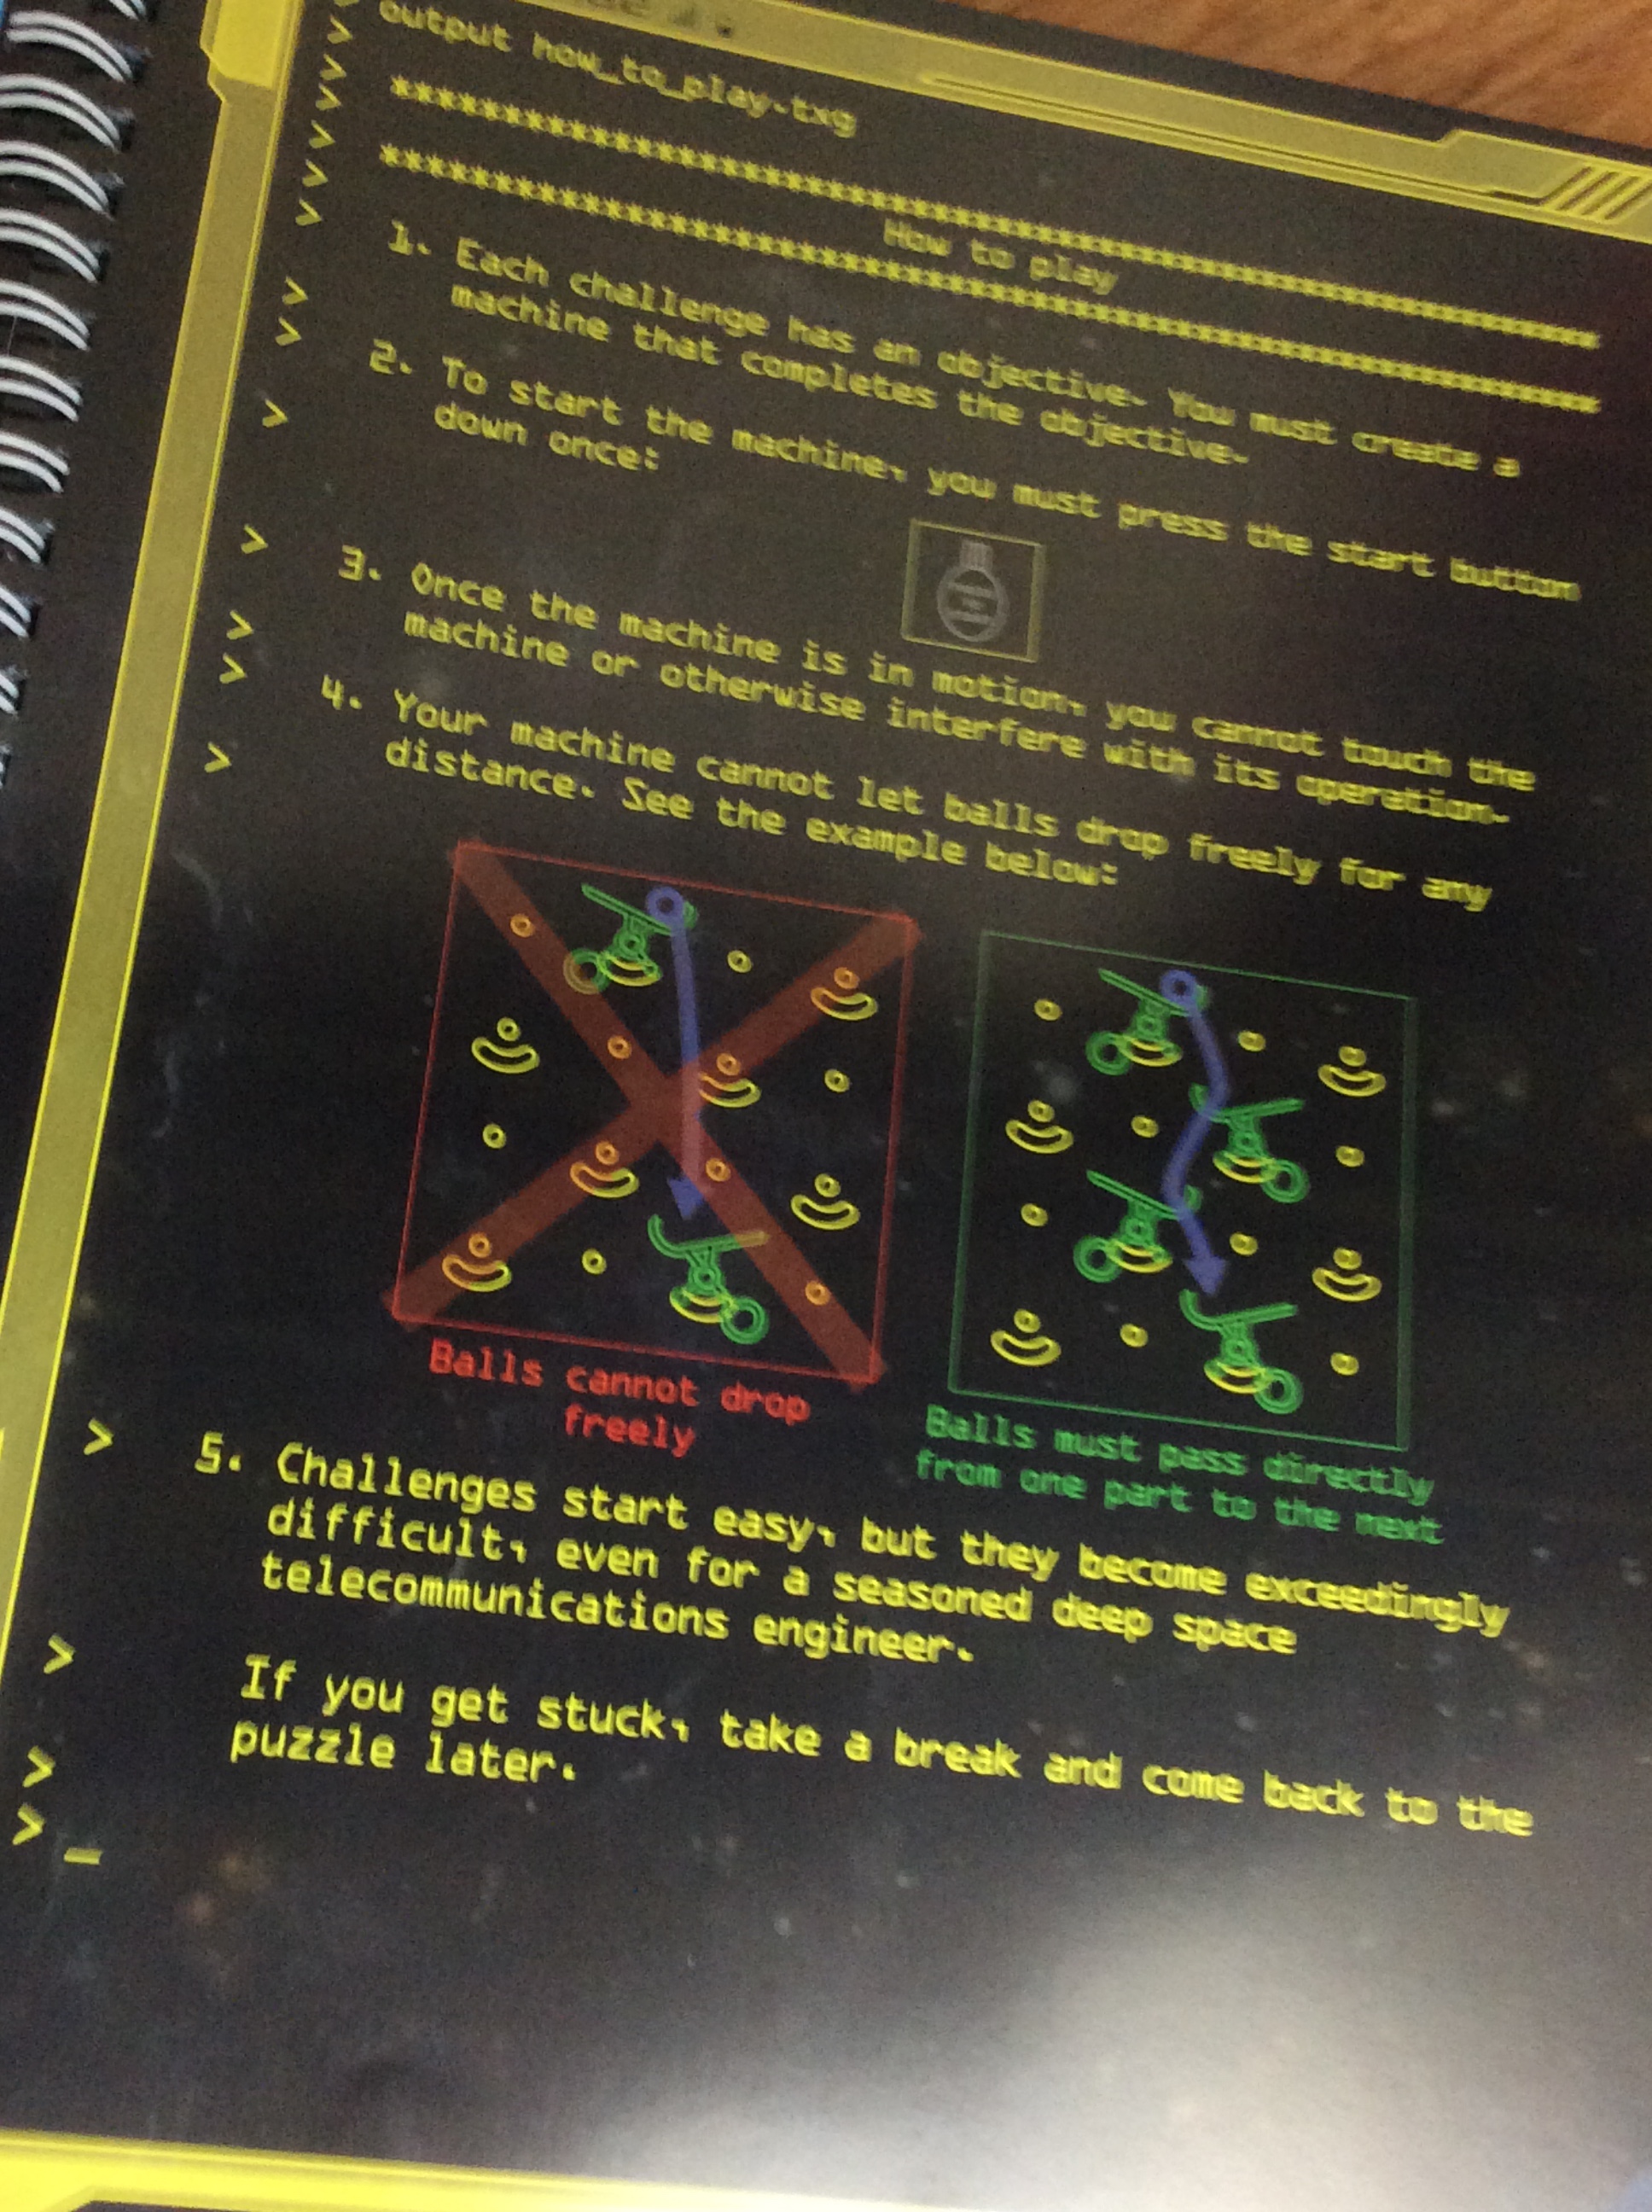 > output how_to_play.txg
> ****************************************************************
> How to play
> ****************************************************************
> 1. Each challenge has an objective. You must create a
machine that completes the objective.
> 2. To start the machine, you must press the start button
down once:
> 3. Once the machine is in motion, you cannot touch the
machine or otherwise interfere with its operation.
> 4. Your machine cannot let balls drop freely for any
distance. See the example below:
Balls cannot drop
freely
Balls must pass directly
from one part to the next
> 5. Challenges start easy, but they become exceedingly
difficult, even for a seasoned deep space
telecommunications engineer.
> If you get stuck, take a break and come back to the
puzzle later.
>
> _